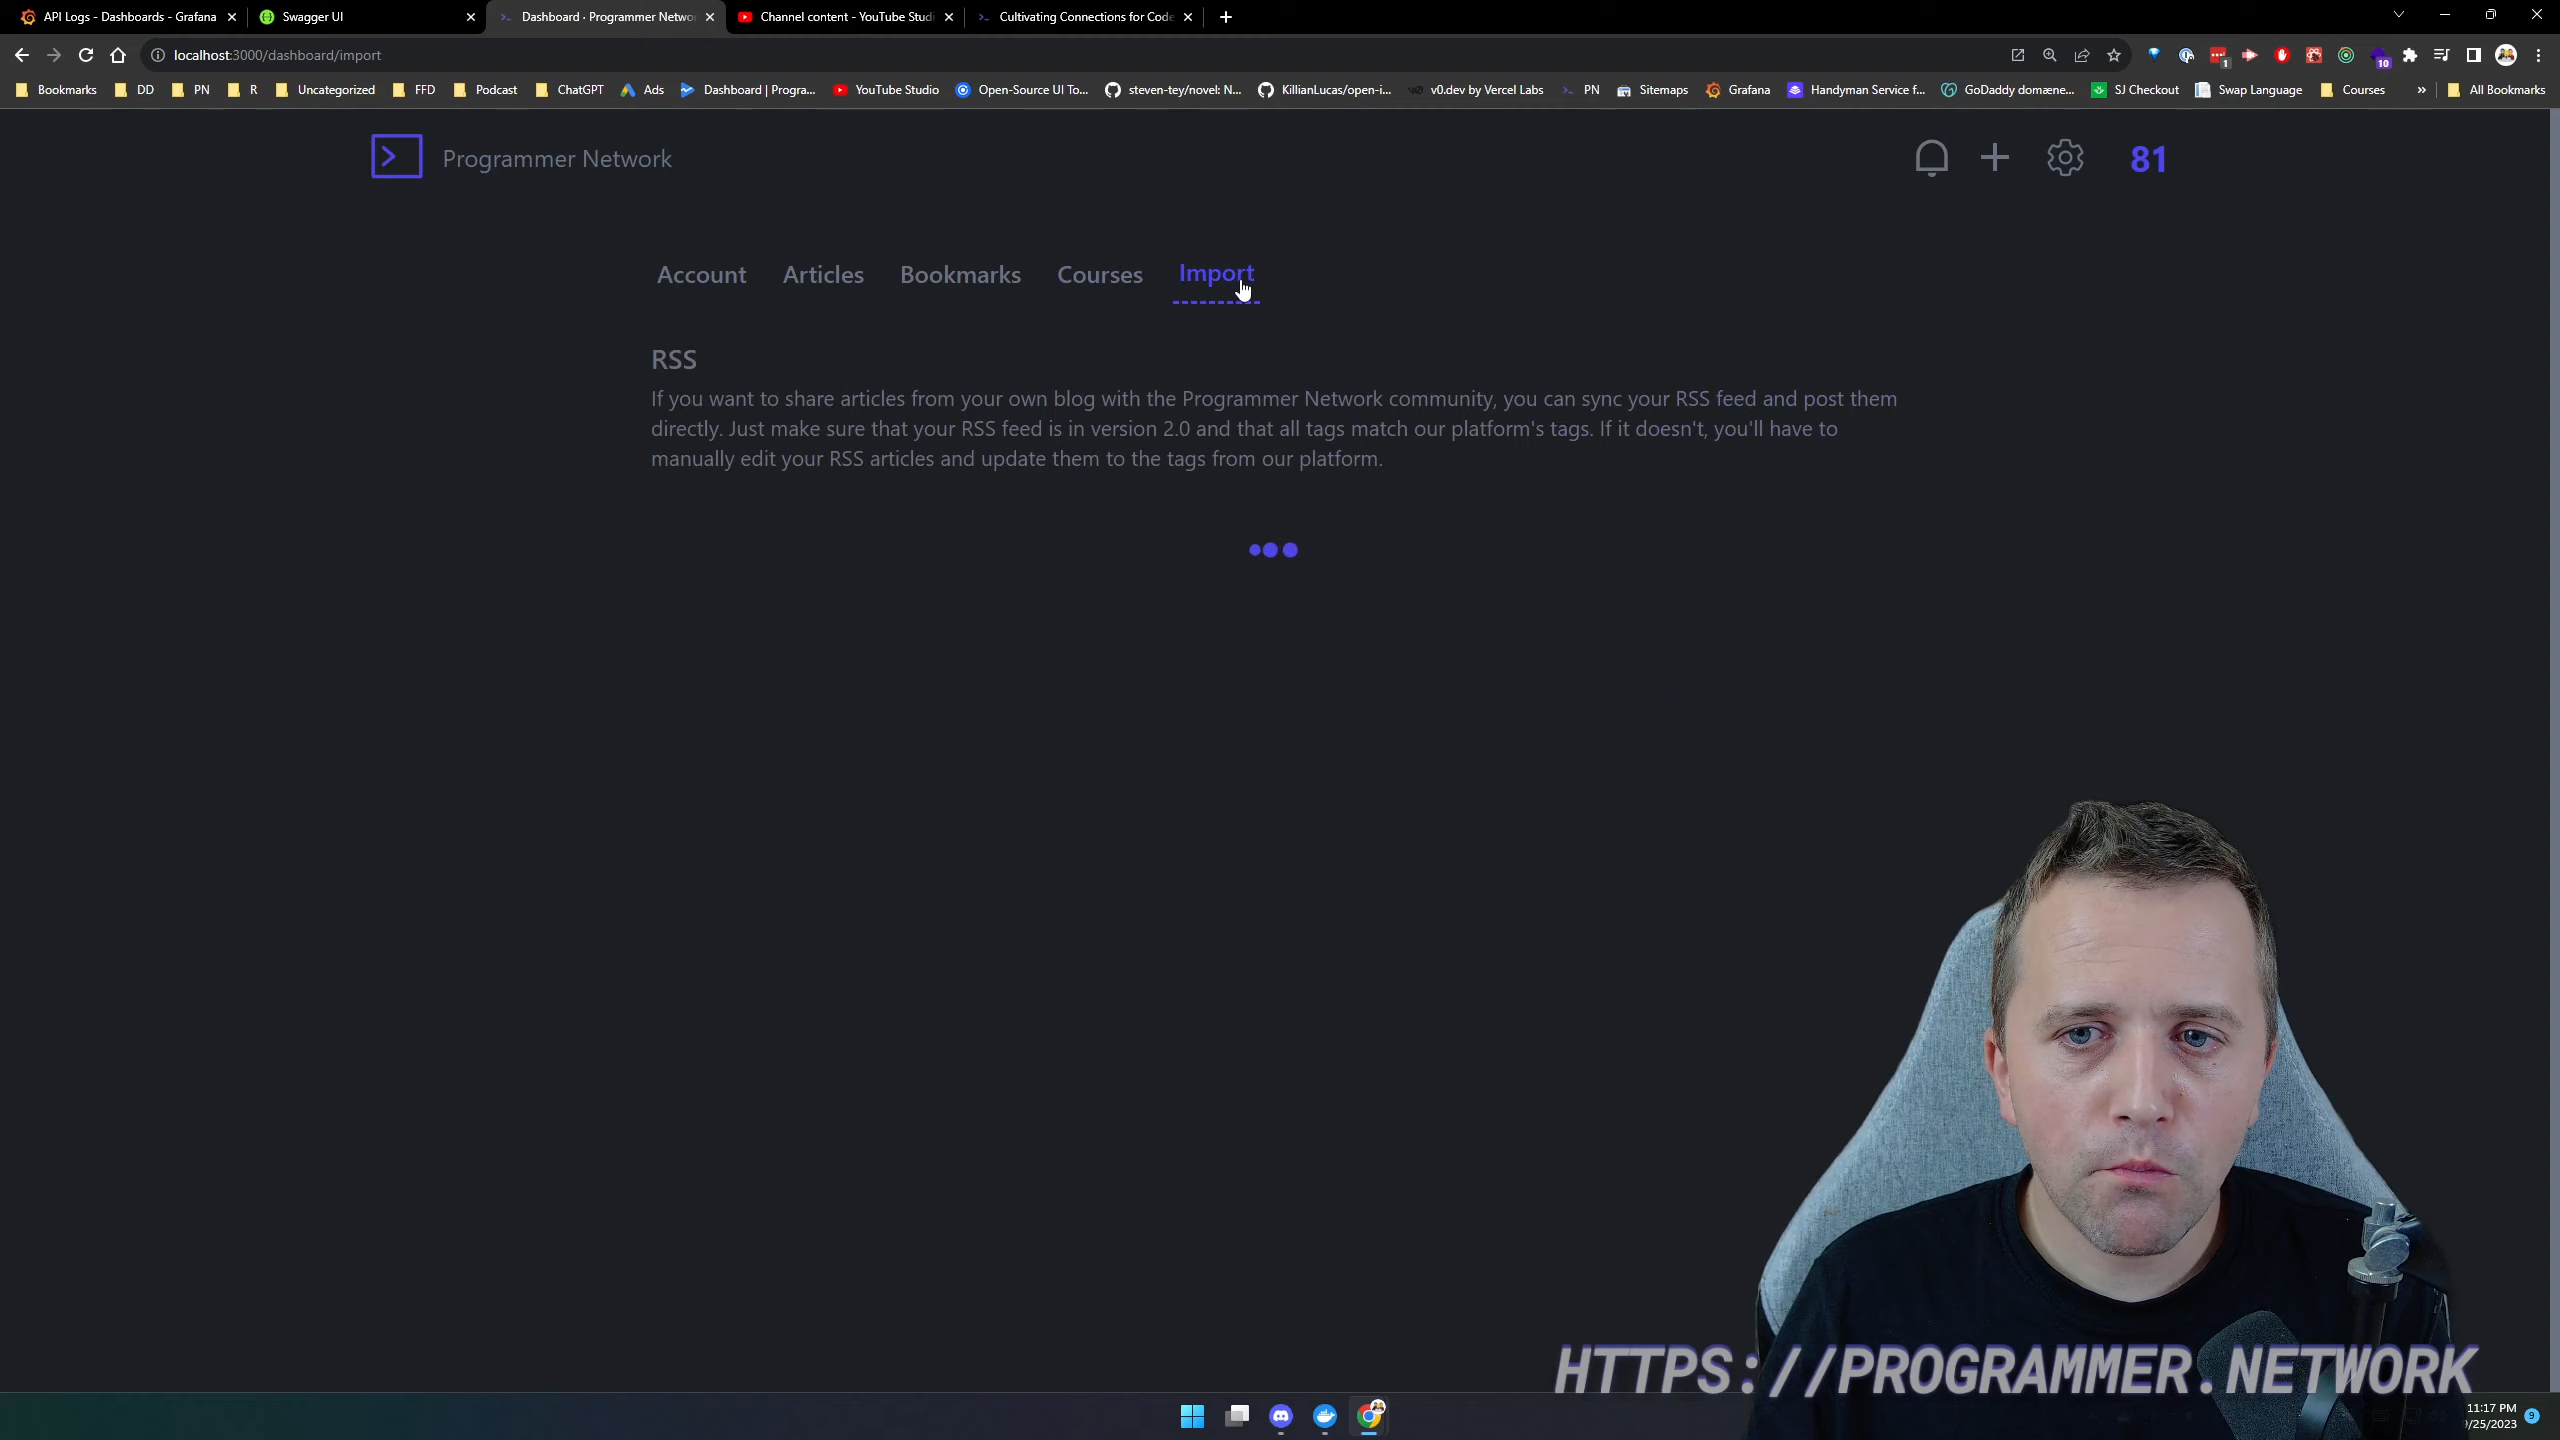 API Logs - Dashboards - Grafana
Swagger UI
Dashboard · Programmer Networ
Channel content - YouTube Studi
Cultivating Connections for Code
localhost:3000/dashboard/import
1
10
Bookmarks
DD
PN
R
Uncategorized
FFD
Podcast
ChatGPT
Ads
Dashboard | Progra...
YouTube Studio
Open-Source UI To...
steven-tey/novel: N...
KillianLucas/open-i...
v0.dev by Vercel Labs
PN
Sitemaps
Grafana
Handyman Service f...
GoDaddy domæne...
SJ Checkout
Swap Language
Courses
»
All Bookmarks
Programmer Network
81
Account
Articles
Bookmarks
Courses
Import
RSS
If you want to share articles from your own blog with the Programmer Network community, you can sync your RSS feed and post them
directly. Just make sure that your RSS feed is in version 2.0 and that all tags match our platform's tags. If it doesn't, you'll have to
manually edit your RSS articles and update them to the tags from our platform.
HTTPS://PROGRAMMER.NETWORK
11:17 PM
/25/2023
9